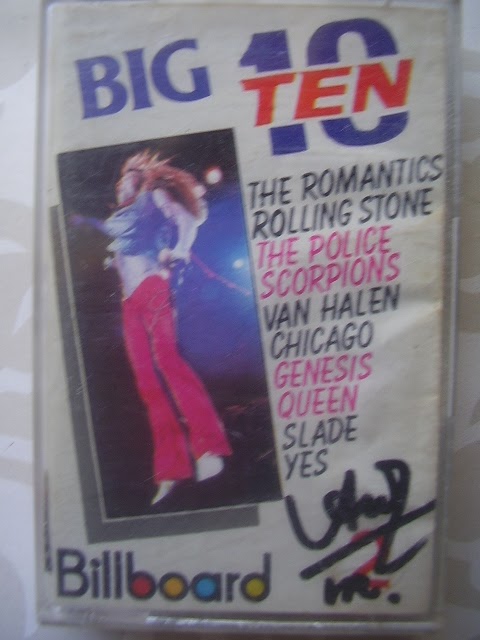 BIG 10
TEN
THE ROMANTICS
ROLLING STONE
THE POLICE
SCORPIONS
VAN HALEN
CHICAGO
GENESIS
QUEEN
SLADE
YES
Billboard